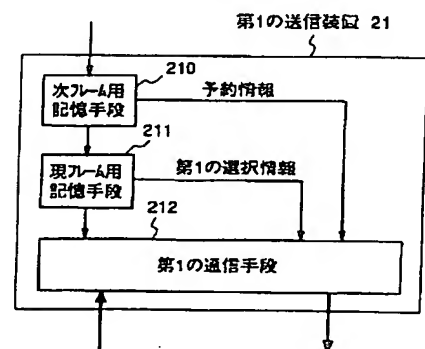 第1の送信装置 21
210
次フレーム用
記憶手段
予約情報
211
現フレーム用
記憶手段
第1の選択情報
212
第1の通信手段